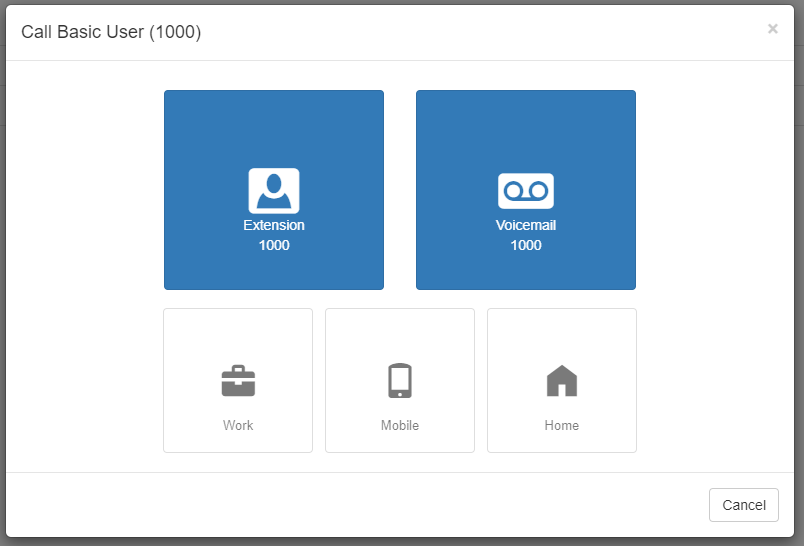 Call Basic User (1000)
×
Extension
1000
Voicemail
1000
Work
Mobile
Home
Cancel